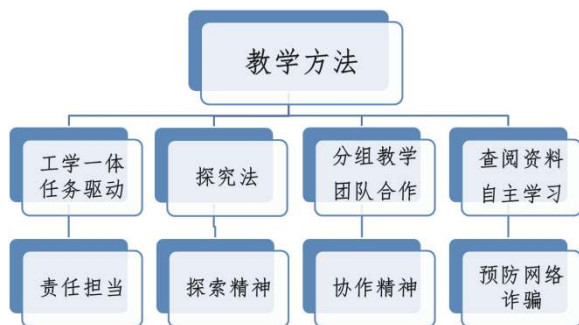 教学方法
工学一体
任务驱动
探究法
分组教学
团队合作
查阅资料
自主学习
责任担当
探索精神
协作精神
预防网络
诈骗